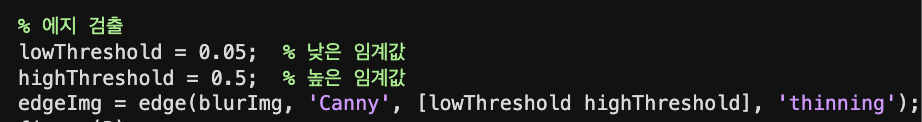 % 에지 검출
lowThreshold = 0.05;  % 낮은 임계값
highThreshold = 0.5;  % 높은 임계값
edgeImg = edge(blurImg, 'Canny', [lowThreshold highThreshold], 'thinning');